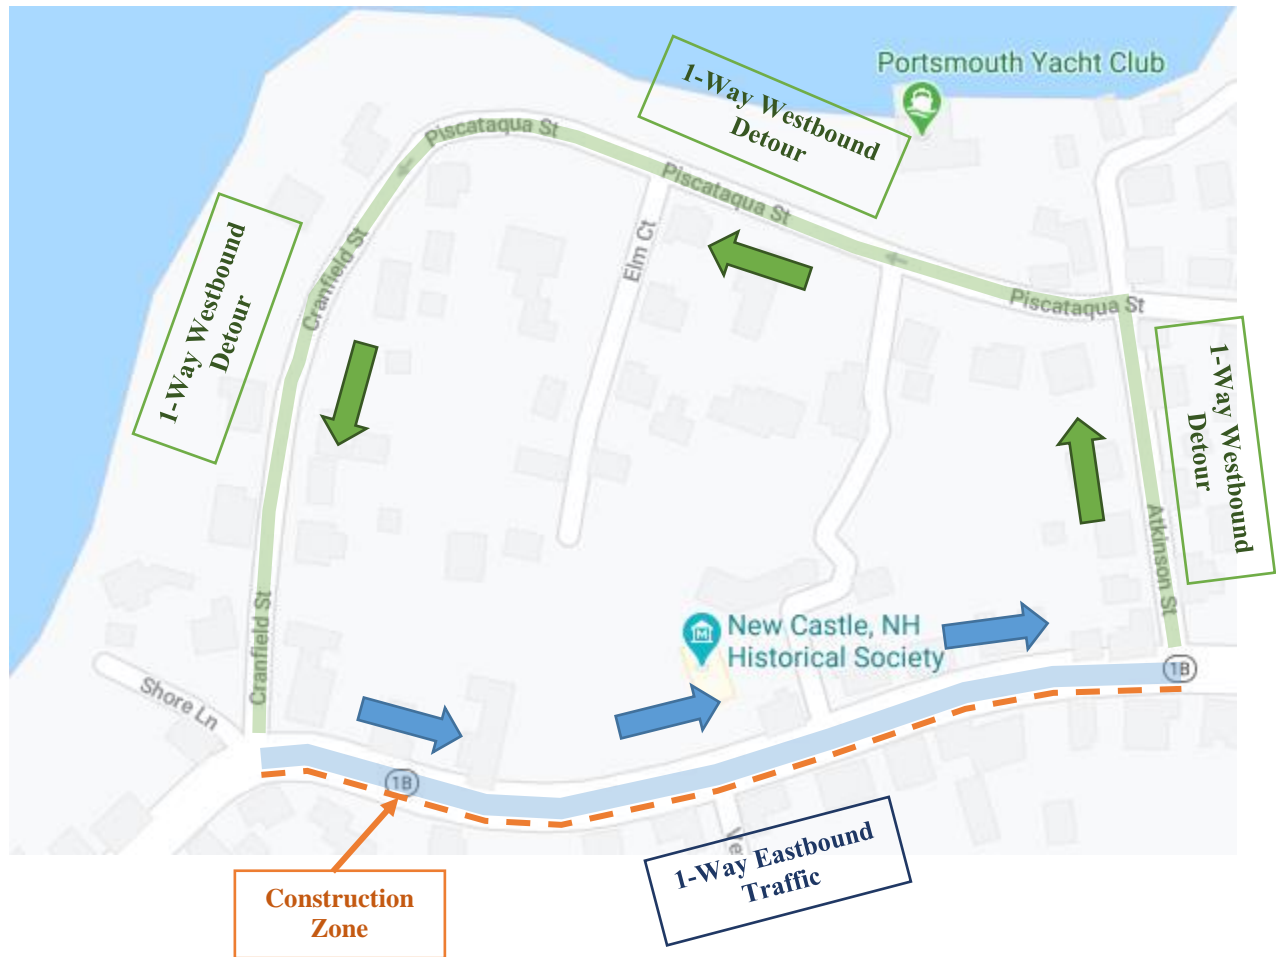 Portsmouth Yacht Club
1-Way Westbound
Detour
Piscataqua St
Piscataqua St
Piscataqua St
1-Way Westbound
Detour
Cranfield St
Elm Ct
1-Way Westbound
Detour
Atkinson St
New Castle, NH
Historical Society
Cranfield St
Shore Ln
1B
1B
1-Way Eastbound
Traffic
Construction
Zone